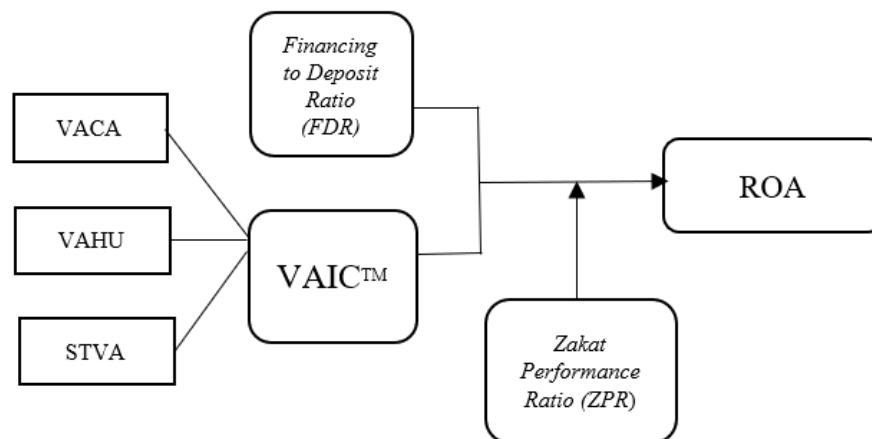 Financing
to Deposit
Ratio
(FDR)
VACA
VAHU
STVA
VAIC™
ROA
Zakat
Performance
Ratio (ZPR)